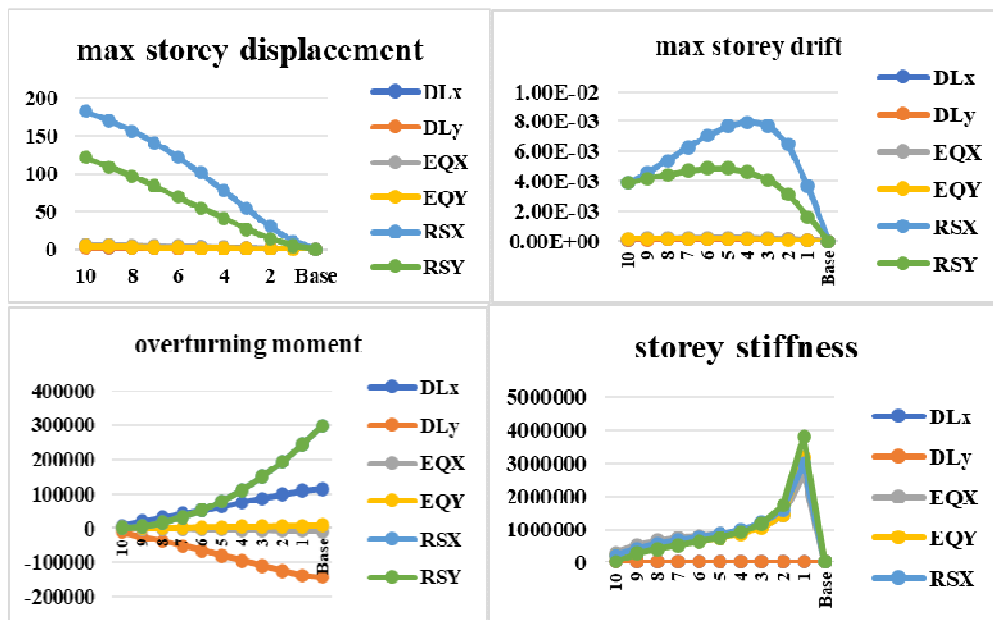 max storey displacement
200
150
100
50
0
10
8
6
4
2
Base
DLx
DLy
EQX
EQY
RSX
RSY
max storey drift
1.00E-02
8.00E-03
6.00E-03
4.00E-03
2.00E-03
0.00E+00
10
9
8
7
6
5
4
3
2
1
Base
DLx
DLy
EQX
EQY
RSX
RSY
overturning moment
400000
300000
200000
100000
0
-100000
-200000
10
9
8
7
6
5
4
3
2
1
Base
DLx
DLy
EQX
EQY
RSX
RSY
storey stiffness
5000000
4000000
3000000
2000000
1000000
0
10
9
8
7
6
5
4
3
2
1
Base
DLx
DLy
EQX
EQY
RSX